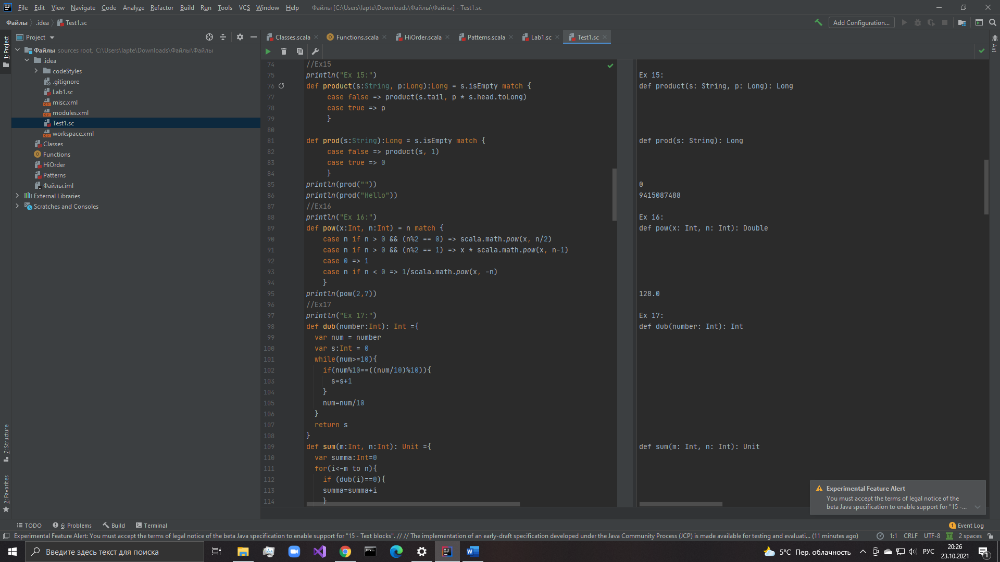 File Edit View Navigate Code Analyze Refactor Build Run Tools VCS Window Help Файлы [C:\Users\lapte\Downloads\Файлы\Файлы] - Test1.sc
Файлы .idea Test1.sc Add Configuration...
Project Classes.scala Functions.scala HiOrder.scala Patterns.scala Lab1.sc Test1.sc
1: Project
Ant
Файлы sources root, C:\Users\lapte\Downloads\Файлы\Файлы
.idea
codeStyles
.gitignore
Lab1.sc
misc.xml
modules.xml
Test1.sc
workspace.xml
Classes
Functions
HiOrder
Patterns
Файлы.iml
External Libraries
Scratches and Consoles
7: Structure
2: Favorites
74 //Ex15
75 println("Ex 15:")
76 def product(s:String, p:Long):Long = s.isEmpty match {
77 case false => product(s.tail, p * s.head.toLong)
78 case true => p
79 }
80
81 def prod(s:String):Long = s.isEmpty match {
82 case false => product(s, 1)
83 case true => 0
84 }
85 println(prod(""))
86 println(prod("Hello"))
87 //Ex16
88 println("Ex 16:")
89 def pow(x:Int, n:Int) = n match {
90 case n if n > 0 && (n%2 == 0) => scala.math.pow(x, n/2)
91 case n if n > 0 && (n%2 == 1) => x * scala.math.pow(x, n-1)
92 case 0 => 1
93 case n if n < 0 => 1/scala.math.pow(x, -n)
94 }
95 println(pow(2,7))
96 //Ex17
97 println("Ex 17:")
98 def dub(number:Int): Int ={
99 var num = number
100 var s:Int = 0
101 while(num>=10){
102 if(num%10==((num/10)%10)){
103 s=s+1
104 }
105 num=num/10
106 }
107 return s
108 }
109 def sum(m:Int, n:Int): Unit ={
110 var summa:Int=0
111 for(i<-m to n){
112 if (dub(i)==0){
113 summa=summa+i
114 }
Ex 15:
def product(s: String, p: Long): Long
def prod(s: String): Long
0
9415087488
Ex 16:
def pow(x: Int, n: Int): Double
128.0
Ex 17:
def dub(number: Int): Int
def sum(m: Int, n: Int): Unit
Experimental Feature Alert
You must accept the terms of legal notice of the
beta Java specification to enable support for "15 -...
TODO 6: Problems Build Terminal 1 Event Log
Experimental Feature Alert: You must accept the terms of legal notice of the beta Java specification to enable support for "15 - Text blocks". // // The implementation of an early-draft specification developed under the Java Community Process (JCP) is made available for testing and evaluati... (11 minutes ago) 1:1 CRLF UTF-8 [T] 2 spaces
Введите здесь текст для поиска 5°C Пер. облачность РУС 20:26
23.10.2021
1